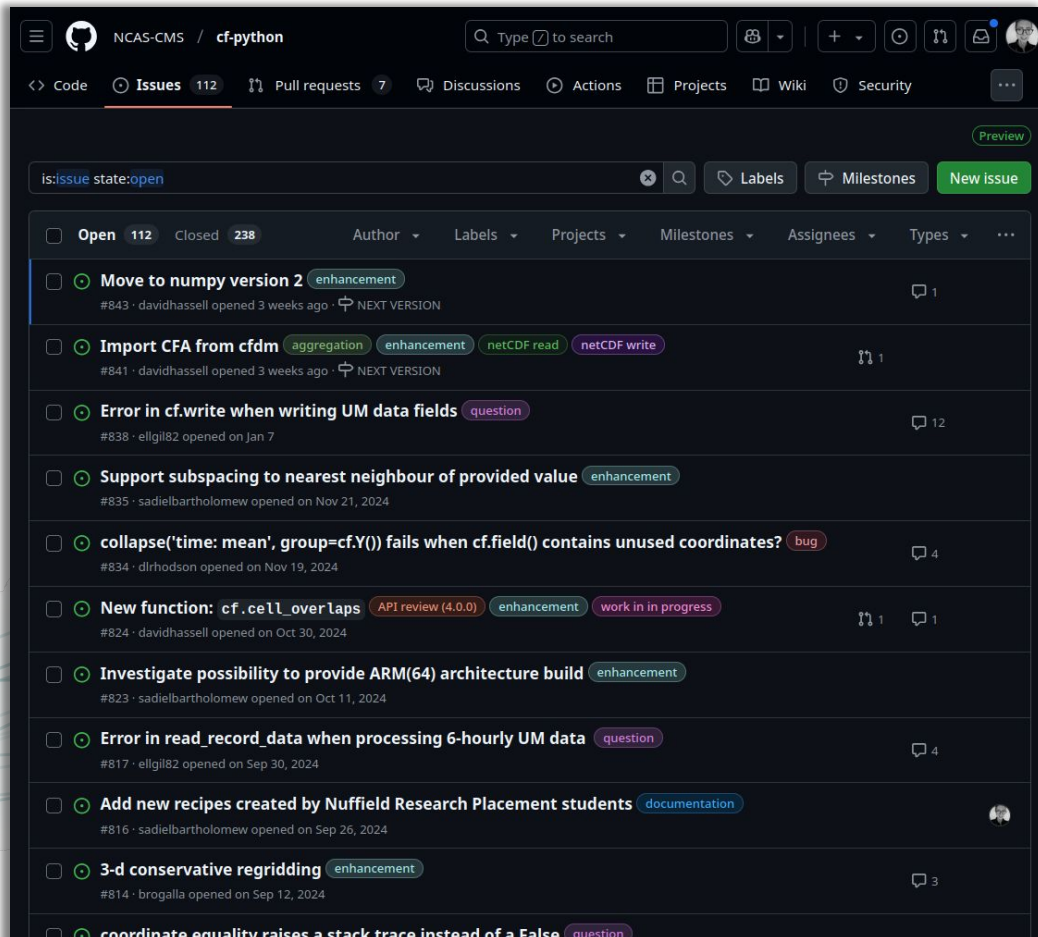 NCAS-CMS / cf-python
Type / to search
Code Issues 112 Pull requests 7 Discussions Actions Projects Wiki Security
Preview
is:issue state:open Labels Milestones New issue
Open 112 Closed 238 Author Labels Projects Milestones Assignees Types
Move to numpy version 2 enhancement
#843 · davidhassell opened 3 weeks ago · NEXT VERSION
1
Import CFA from cfdm aggregation enhancement netCDF read netCDF write
#841 · davidhassell opened 3 weeks ago · NEXT VERSION
1
Error in cf.write when writing UM data fields question
#838 · ellgil82 opened on Jan 7
12
Support subspacing to nearest neighbour of provided value enhancement
#835 · sadielbartholomew opened on Nov 21, 2024
collapse('time: mean', group=cf.Y()) fails when cf.field() contains unused coordinates? bug
#834 · dlrhodson opened on Nov 19, 2024
4
New function: cf.cell_overlaps API review (4.0.0) enhancement work in in progress
#824 · davidhassell opened on Oct 30, 2024
1 1
Investigate possibility to provide ARM(64) architecture build enhancement
#823 · sadielbartholomew opened on Oct 11, 2024
Error in read_record_data when processing 6-hourly UM data question
#817 · ellgil82 opened on Sep 30, 2024
4
Add new recipes created by Nuffield Research Placement students documentation
#816 · sadielbartholomew opened on Sep 26, 2024
3-d conservative regridding enhancement
#814 · brogalla opened on Sep 12, 2024
3
coordinate equality raises a stack trace instead of a False question